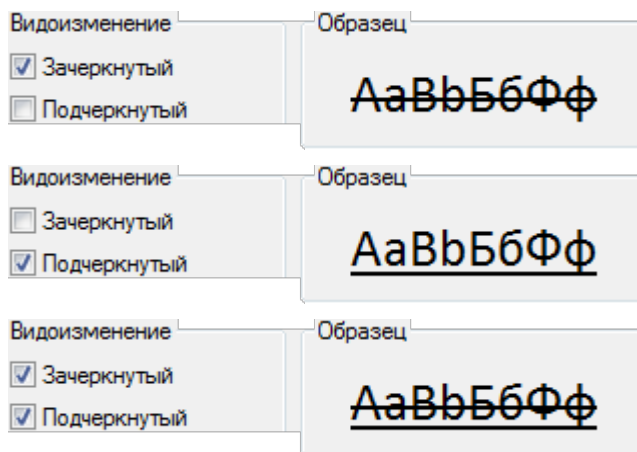 Видоизменение Образец
Зачеркнутый
АаBbБбФф
Подчеркнутый
Видоизменение Образец
Зачеркнутый
АаBbБбФф
Подчеркнутый
Видоизменение Образец
Зачеркнутый
АаBbБбФф
Подчеркнутый